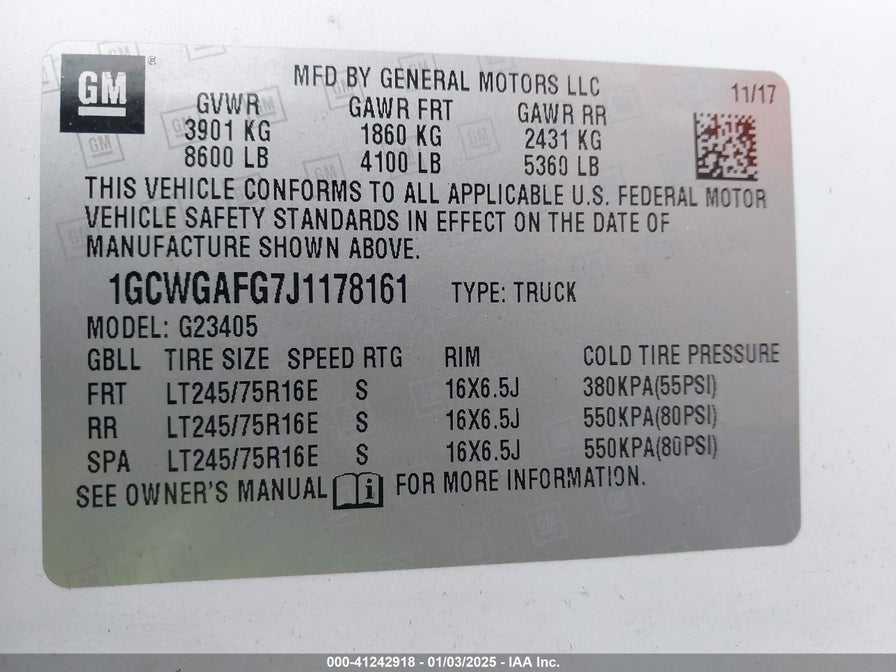 GM
MFD BY GENERAL MOTORS LLC
11/17
GVWR GAWR FRT GAWR RR
3901 KG 1860 KG 2431 KG
8600 LB 4100 LB 5360 LB
THIS VEHICLE CONFORMS TO ALL APPLICABLE U.S. FEDERAL MOTOR
VEHICLE SAFETY STANDARDS IN EFFECT ON THE DATE OF
MANUFACTURE SHOWN ABOVE.
1GCWGAFG7J1178161 TYPE: TRUCK
MODEL: G23405
GBLL TIRE SIZE SPEED RTG RIM COLD TIRE PRESSURE
FRT LT245/75R16E S 16X6.5J 380KPA(55PSI)
RR LT245/75R16E S 16X6.5J 550KPA(80PSI)
SPA LT245/75R16E S 16X6.5J 550KPA(80PSI)
SEE OWNER'S MANUAL i FOR MORE INFORMATION.
000-41242918 - 01/03/2025 - IAA Inc.